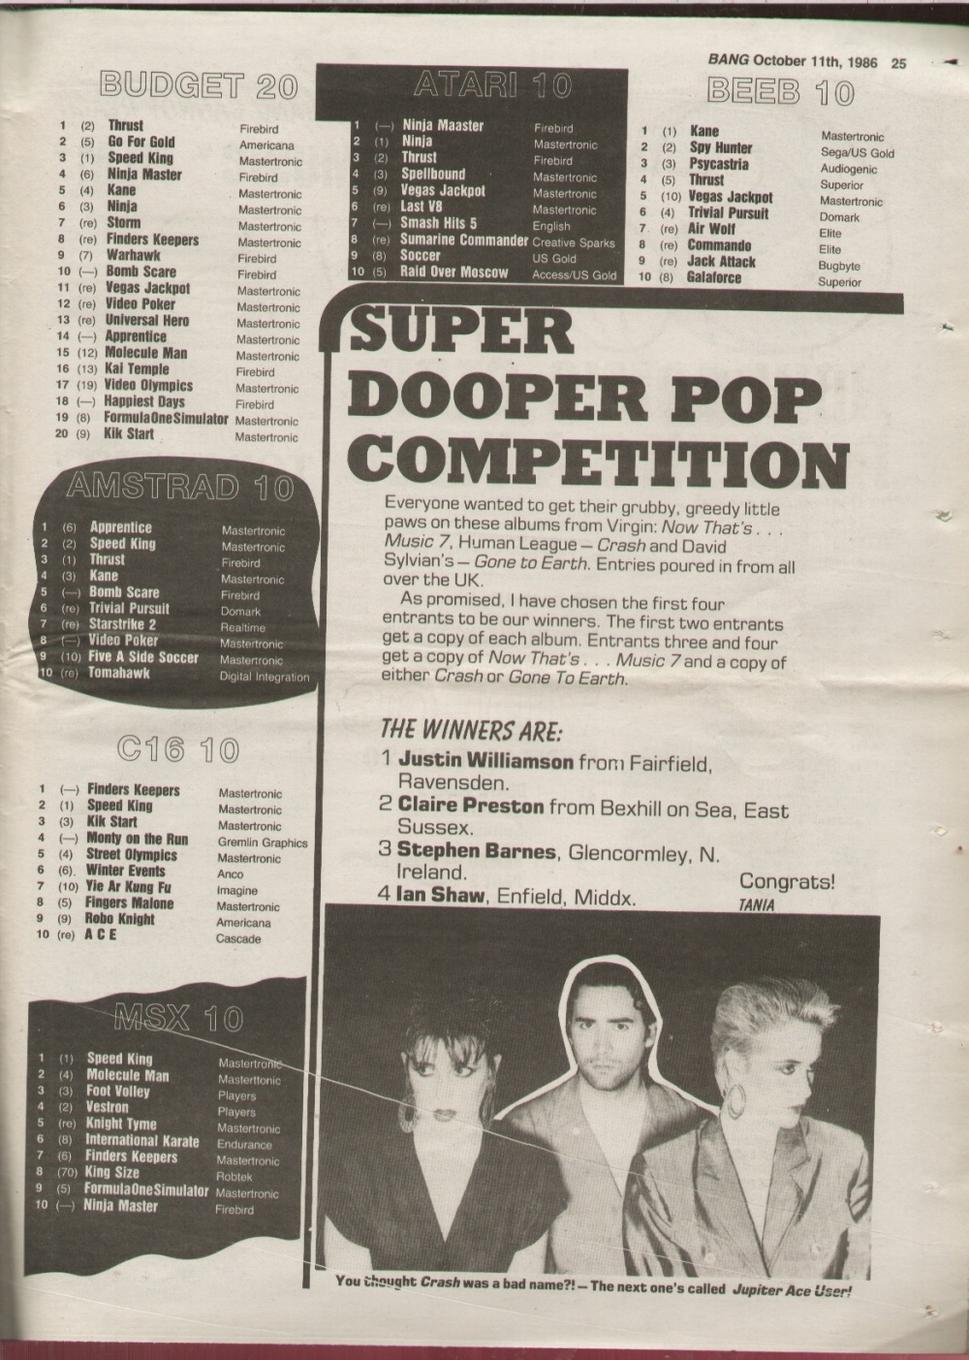 BANG October 11th, 1986 25
BUDGET 20
1 (2) Thrust Firebird
2 (5) Go For Gold Americana
3 (1) Speed King Mastertronic
4 (6) Ninja Master Firebird
5 (4) Kane Mastertronic
6 (3) Ninja Mastertronic
7 (re) Storm Mastertronic
8 (re) Finders Keepers Mastertronic
9 (7) Warhawk Firebird
10 (—) Bomb Scare Firebird
11 (re) Vegas Jackpot Mastertronic
12 (re) Video Poker Mastertronic
13 (re) Universal Hero Mastertronic
14 (—) Apprentice Mastertronic
15 (12) Molecule Man Mastertronic
16 (13) Kai Temple Firebird
17 (19) Video Olympics Mastertronic
18 (—) Happiest Days Firebird
19 (8) Formula One Simulator Mastertronic
20 (9) Kik Start Mastertronic
ATARI 10
1 (—) Ninja Maaster Firebird
2 (1) Ninja Mastertronic
3 (2) Thrust Firebird
4 (3) Spellbound Mastertronic
5 (9) Vegas Jackpot Mastertronic
6 (re) Last V8 Mastertronic
7 (—) Smash Hits 5 English
8 (re) Sumarine Commander Creative Sparks
9 (8) Soccer US Gold
10 (5) Raid Over Moscow Access/US Gold
BEEB 10
1 (1) Kane Mastertronic
2 (2) Spy Hunter Sega/US Gold
3 (3) Psycastria Audiogenic
4 (5) Thrust Superior
5 (10) Vegas Jackpot Mastertronic
6 (4) Trivial Pursuit Domark
7 (re) Air Wolf Elite
8 (re) Commando Elite
9 (re) Jack Attack Bugbyte
10 (8) Galaforce Superior
AMSTRAD 10
1 (6) Apprentice Mastertronic
2 (2) Speed King Mastertronic
3 (1) Thrust Firebird
4 (3) Kane Mastertronic
5 (—) Bomb Scare Firebird
6 (re) Trivial Pursuit Domark
7 (re) Starstrike 2 Realtime
8 (—) Video Poker Mastertronic
9 (10) Five A Side Soccer Mastertronic
10 (re) Tomahawk Digital Integration
C16 10
1 (—) Finders Keepers Mastertronic
2 (1) Speed King Mastertronic
3 (3) Kik Start Mastertronic
4 (—) Monty on the Run Gremlin Graphics
5 (4) Street Olympics Mastertronic
6 (6). Winter Events Anco
7 (10) Yie Ar Kung Fu Imagine
8 (5) Fingers Malone Mastertronic
9 (9) Robo Knight Americana
10 (re) A C E Cascade
MSX 10
1 (1) Speed King Mastertronic
2 (4) Molecule Man Masterttonic
3 (3) Foot Volley Players
4 (2) Vestron Players
5 (re) Knight Tyme Mastertronic
6 (8) International Karate Endurance
7 (6) Finders Keepers Mastertronic
8 (70) King Size Robtek
9 (5) Formula One Simulator Mastertronic
10 (—) Ninja Master Firebird
SUPER
DOOPER POP
COMPETITION
Everyone wanted to get their grubby, greedy little
paws on these albums from Virgin: Now That's . . .
Music 7, Human League — Crash and David
Sylvian's — Gone to Earth. Entries poured in from all
over the UK.
As promised, I have chosen the first four
entrants to be our winners. The first two entrants
get a copy of each album. Entrants three and four
get a copy of Now That's . . . Music 7 and a copy of
either Crash or Gone To Earth.
THE WINNERS ARE:
1 Justin Williamson from Fairfield,
Ravensden.
2 Claire Preston from Bexhill on Sea, East
Sussex.
3 Stephen Barnes, Glencormley, N.
Ireland.
4 Ian Shaw, Enfield, Middx.
Congrats!
TANIA
You thought Crash was a bad name?! — The next one's called Jupiter Ace User!